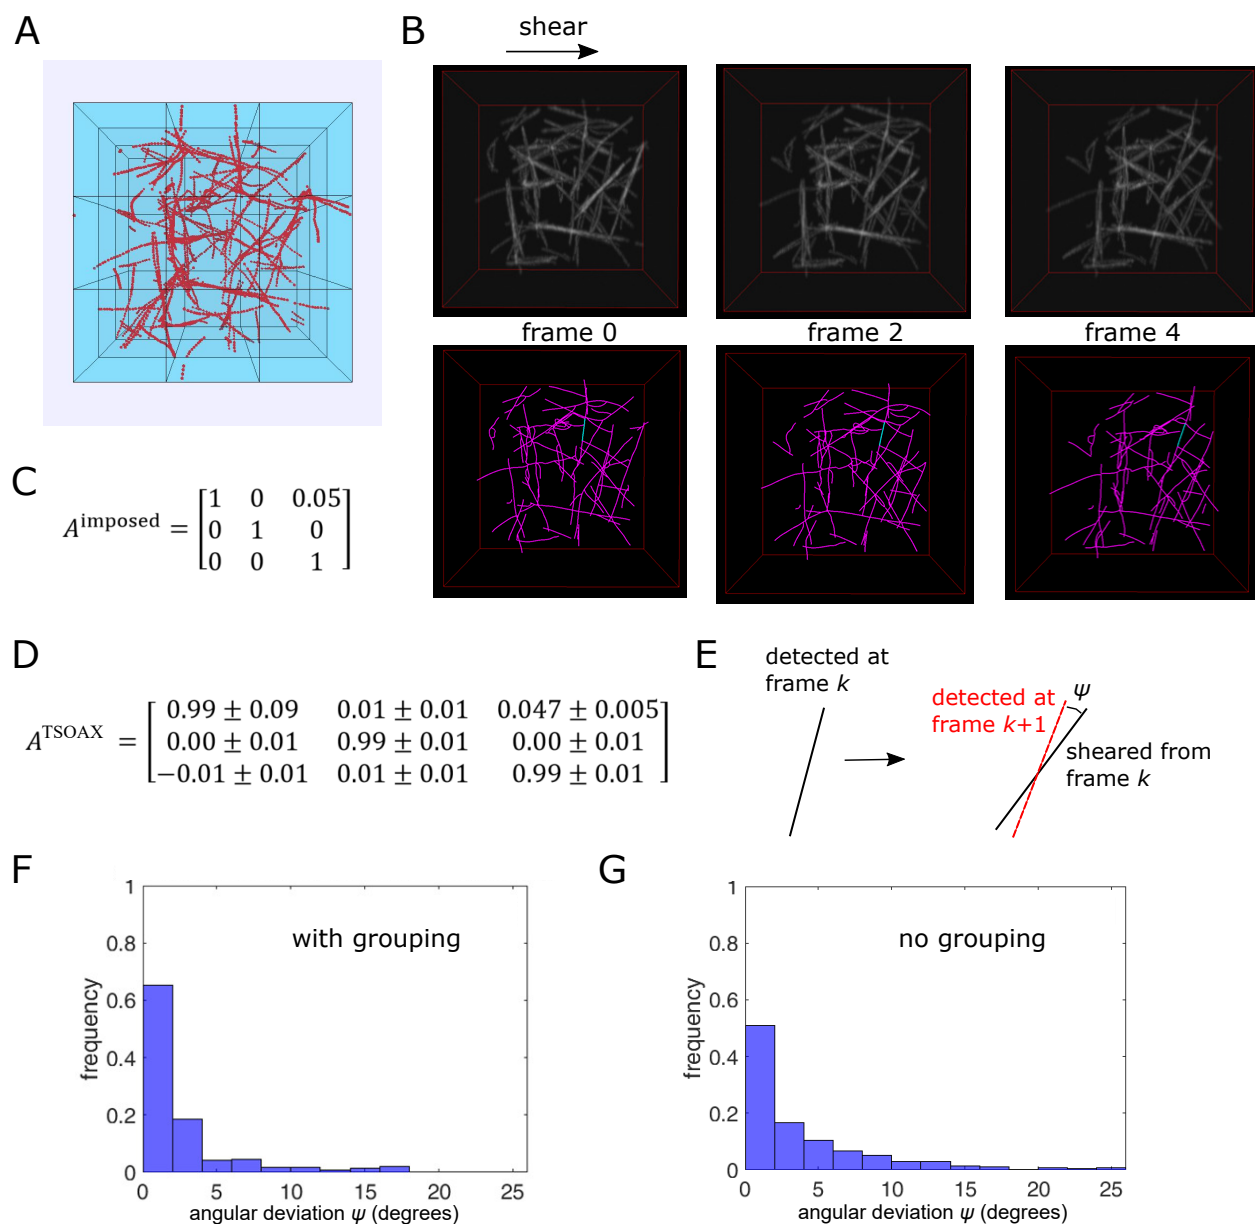 A
B
shear
frame 0
frame 2
frame 4
C
A^imposed = [1 0 0.05
0 1 0
0 0 1]
D
A^TSOAX = [0.99 ± 0.09 0.01 ± 0.01 0.047 ± 0.005
0.00 ± 0.01 0.99 ± 0.01 0.00 ± 0.01
−0.01 ± 0.01 0.01 ± 0.01 0.99 ± 0.01]
E
detected at
frame k
detected at
frame k+1
ψ
sheared from
frame k
F
with grouping
frequency
1
0.8
0.6
0.4
0.2
0
0 5 10 15 20 25
angular deviation ψ (degrees)
G
no grouping
frequency
1
0.8
0.6
0.4
0.2
0
0 5 10 15 20 25
angular deviation ψ (degrees)